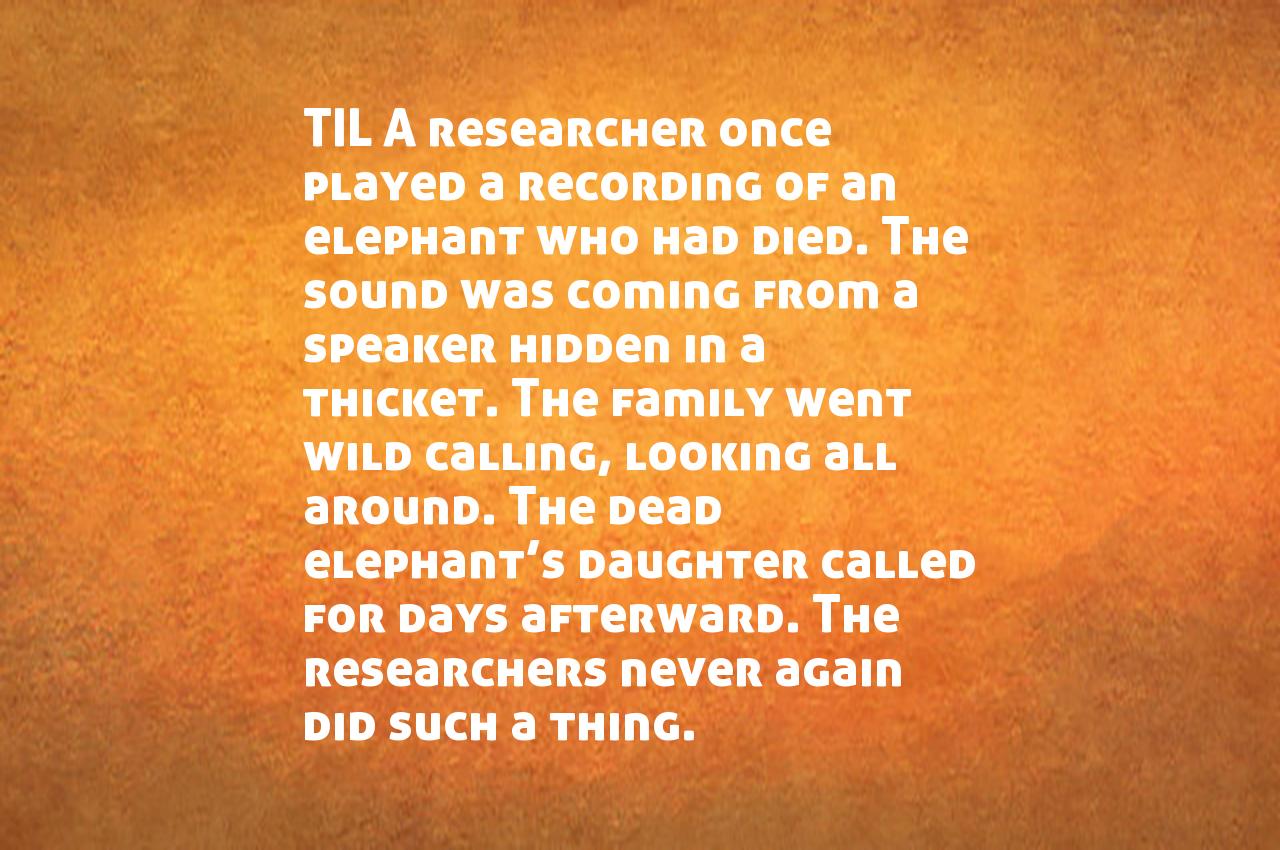 TIL A researcher once
played a recording of an
elephant who had died. The
sound was coming from a
speaker hidden in a
thicket. The family went
wild calling, looking all
around. The dead
elephant’s daughter called
for days afterward. The
researchers never again
did such a thing.